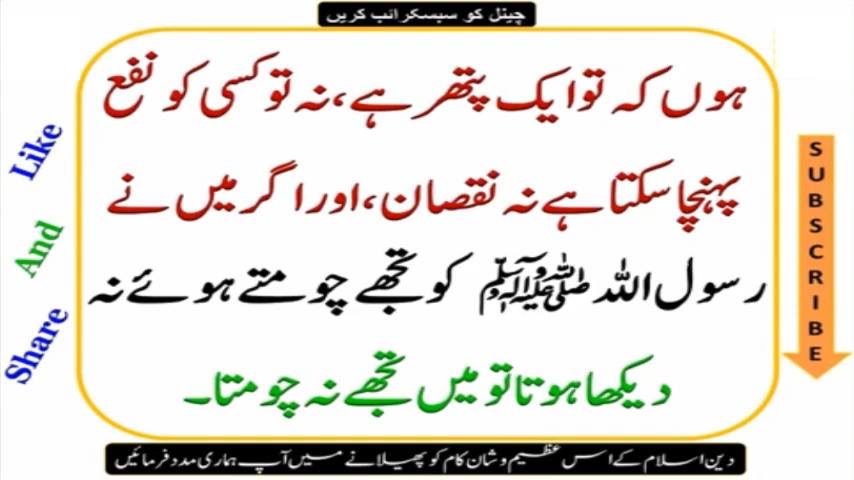 چینل کو سبسکرائب کریں
ہوں کہ تو ایک پتھر ہے، نہ تو کسی کو نفع
پہنچا سکتا ہے نہ نقصان، اور اگر میں نے
رسول اللہ صلی اللہ علیہ وآلہ وسلم کو تجھے چومتے ہوئے نہ
دیکھا ہوتا تو میں تجھے نہ چومتا۔
دین اسلام کے اس عظیم و شان کام کو پھیلانے میں آپ ہماری مدد فرمائیں
Like
And
Share
SUBSCRIBE